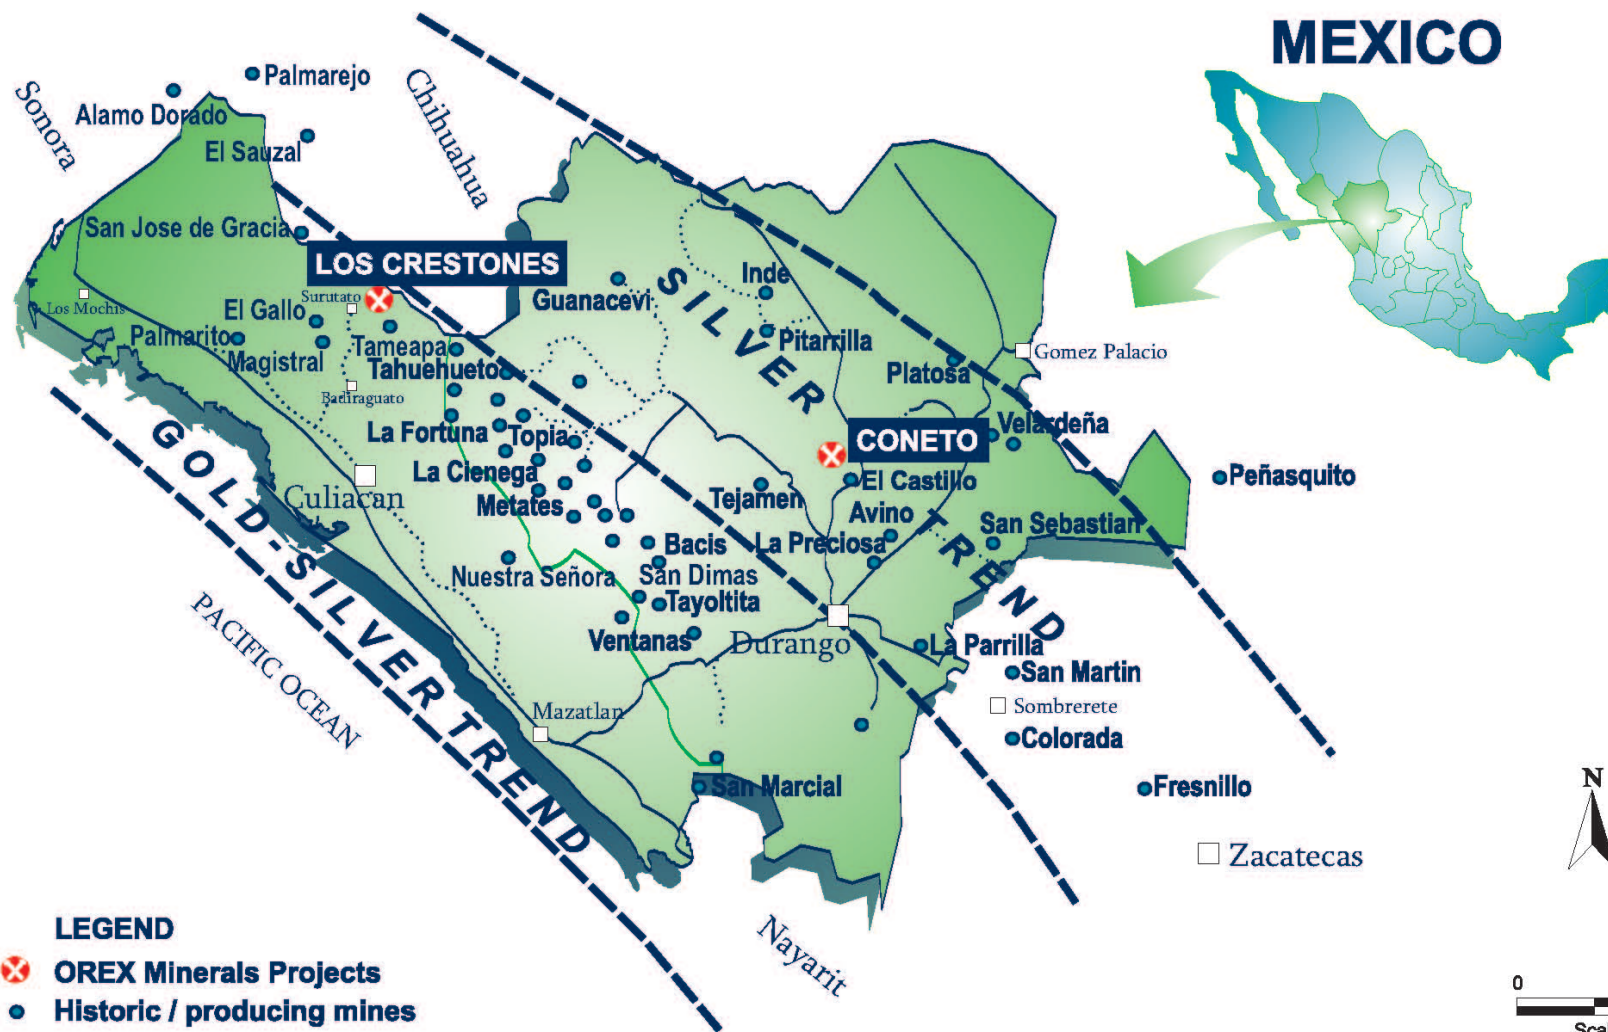 MEXICO
Palmarejo
Alamo Dorado
Sonora
Chihuahua
El Sauzal
San Jose de Gracia
LOS CRESTONES
Guanacevi
SILVER
Inde
Surutato
Los Mochis
El Gallo
Palmarito
Magistral
Tameapa
Tahuehueto
Pitarrilla
Platosa
Gomez Palacio
Badiraguato
La Fortuna
Topia
CONETO
Velardeña
La Cienega
Peñasquito
Culiacan
Metates
Tejamen
El Castillo
Avino
San Sebastian
GOLD-SILVER TREND
TREND
Bacis
La Preciosa
Nuestra Señora
San Dimas
Tayoltita
Ventanas
Durango
La Parrilla
San Martin
PACIFIC OCEAN
Mazatlan
Sombrerete
Colorada
San Marcial
Fresnillo
N
Zacatecas
Nayarit
LEGEND
OREX Minerals Projects
Historic / producing mines
0